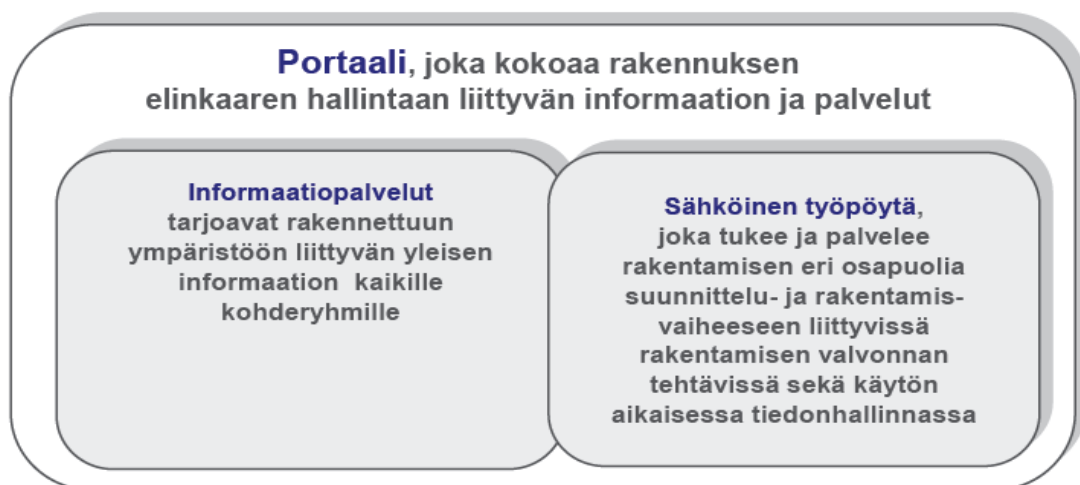 Portaali, joka kokoaa rakennuksen
elinkaaren hallintaan liittyvän informaation ja palvelut
Informaatiopalvelut
tarjoavat rakennettuun
ympäristöön liittyvän yleisen
informaation kaikille
kohderyhmille
Sähköinen työpöytä,
joka tukee ja palvelee
rakentamisen eri osapuolia
suunnittelu- ja rakentamis-
vaiheeseen liittyvissä
rakentamisen valvonnan
tehtävissä sekä käytön
aikaisessa tiedonhallinnassa